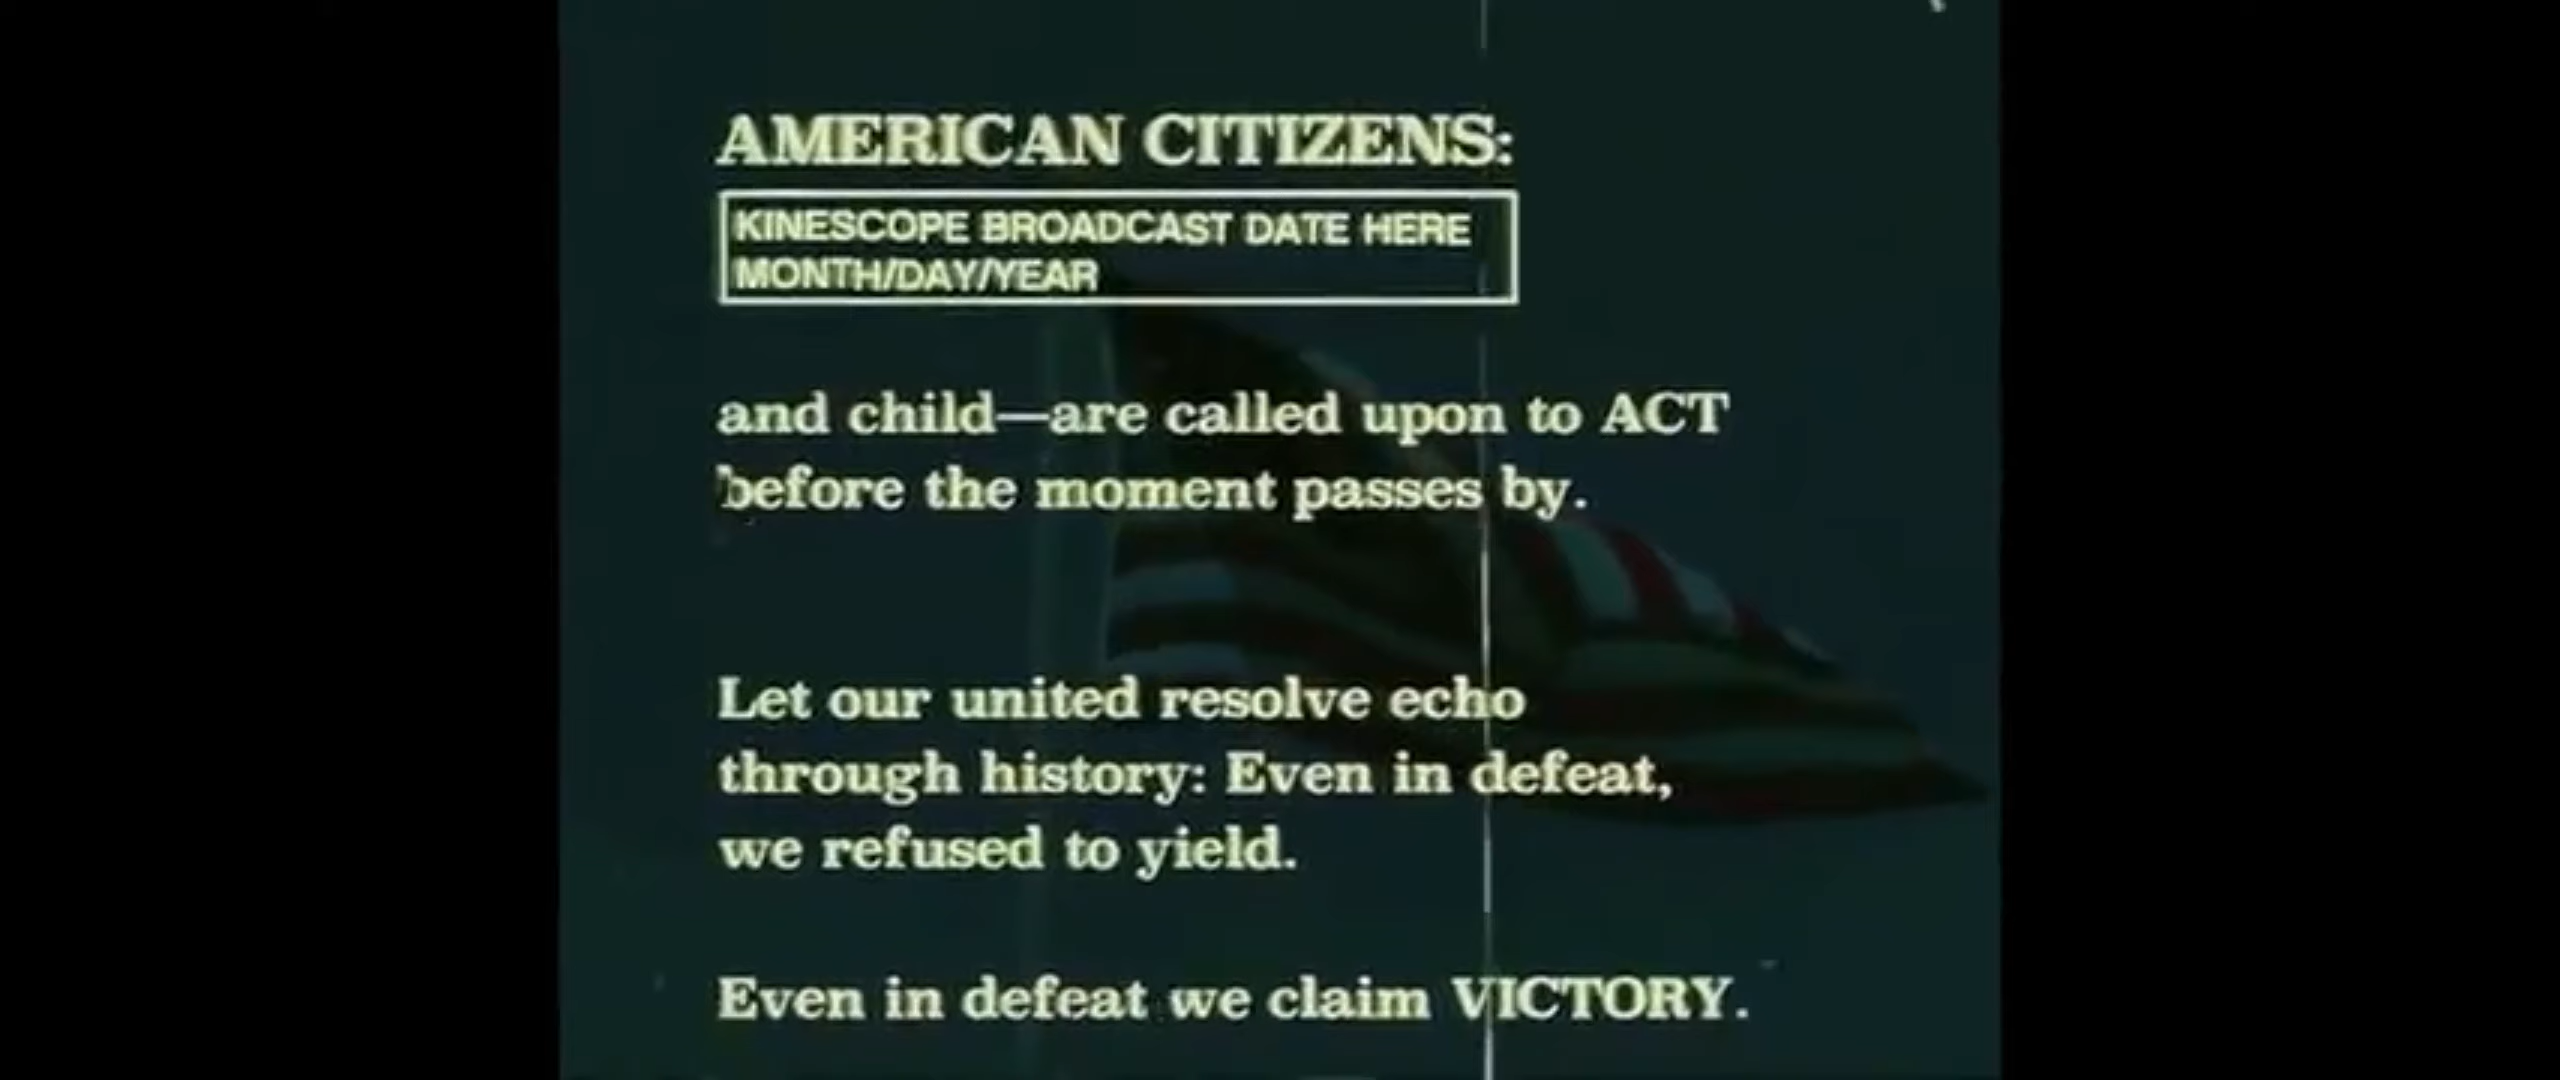 AMERICAN CITIZENS:
KINESCOPE BROADCAST DATE HERE
MONTH/DAY/YEAR
and child—are called upon to ACT
before the moment passes by.
Let our united resolve echo
through history: Even in defeat,
we refused to yield.
Even in defeat we claim VICTORY.